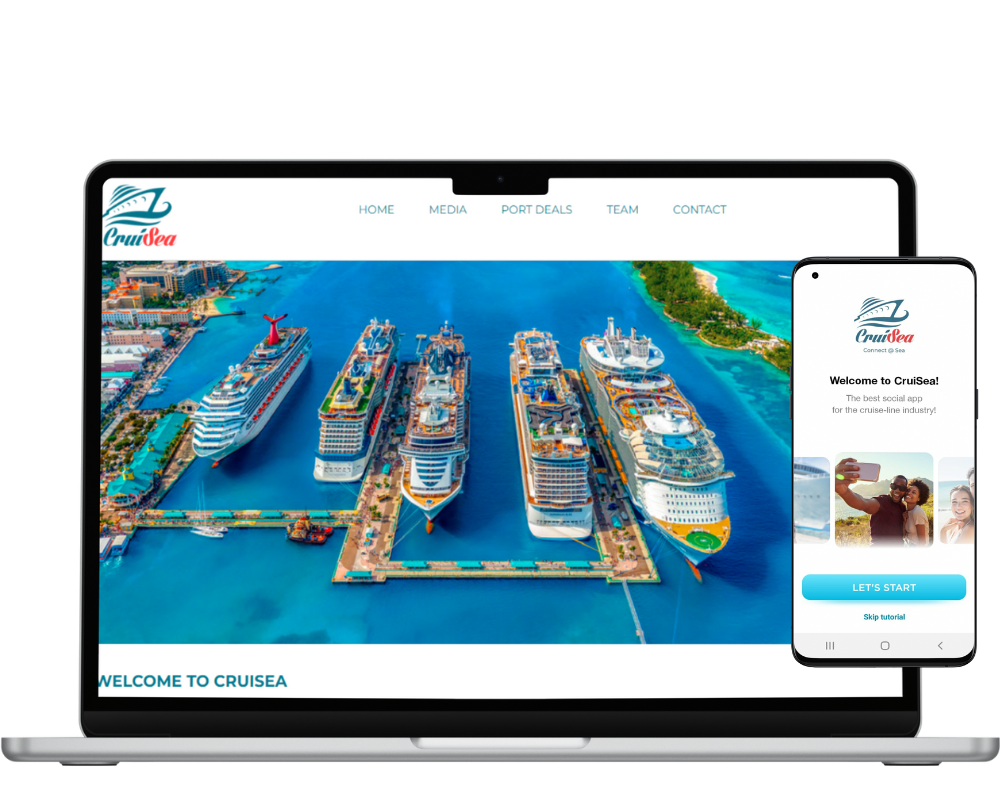 HOME MEDIA PORT DEALS TEAM CONTACT
CruiSea
WELCOME TO CRUISEA
CruiSea
Connect @ Sea
Welcome to CruiSea!
The best social app
for the cruise-line industry!
LET'S START
Skip tutorial